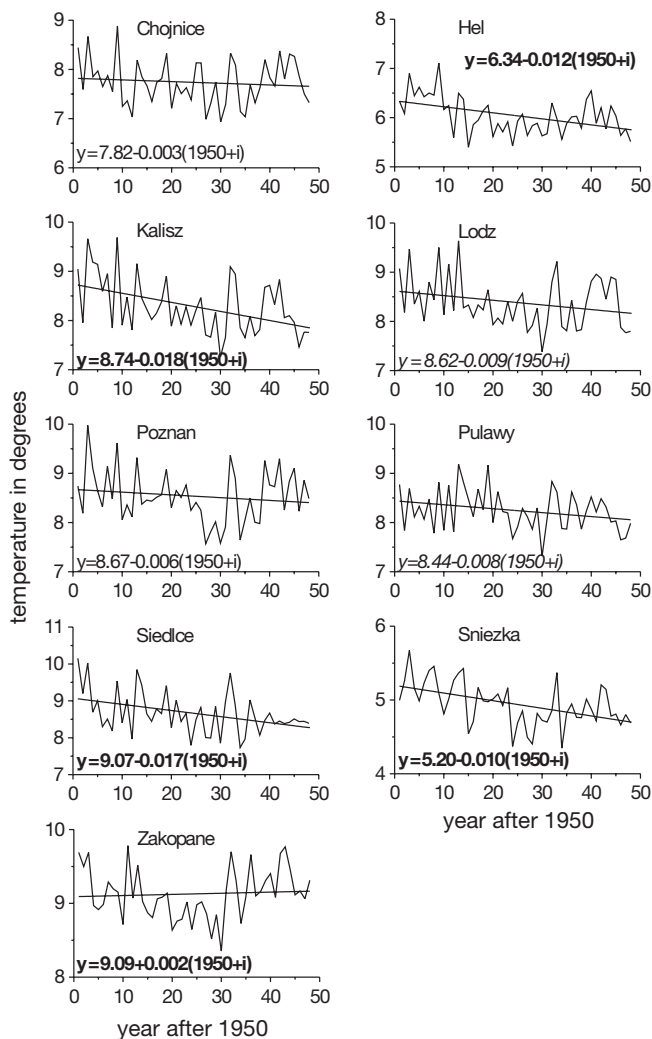 Chojnice
9
8
7
6
y=7.82-0.003(1950+i)
0 10 20 30 40 50
Hel
y=6.34-0.012(1950+i)
8
7
6
5
0 10 20 30 40 50
Kalisz
10
9
8
7
y=8.74-0.018(1950+i)
0 10 20 30 40 50
Lodz
10
9
8
7
y=8.62-0.009(1950+i)
0 10 20 30 40 50
Poznan
10
9
8
7
y=8.67-0.006(1950+i)
0 10 20 30 40 50
Pulawy
10
9
8
7
y=8.44-0.008(1950+i)
0 10 20 30 40 50
temperature in degrees
Siedlce
11
10
9
8
7
y=9.07-0.017(1950+i)
0 10 20 30 40 50
Sniezka
6
5
4
y=5.20-0.010(1950+i)
0 10 20 30 40 50
year after 1950
Zakopane
10
9
8
y=9.09+0.002(1950+i)
0 10 20 30 40 50
year after 1950